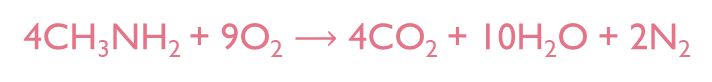 4CH₃NH₂ + 9O₂ ⟶ 4CO₂ + 10H₂O + 2N₂